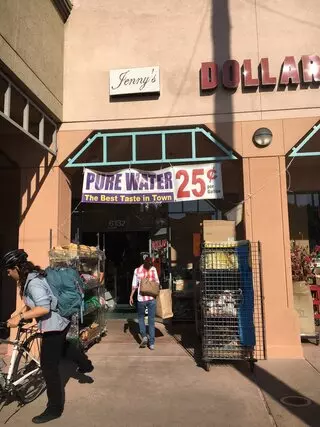 Jenny's
DOLLAR
PURE WATER 25¢
The Best Taste in Town